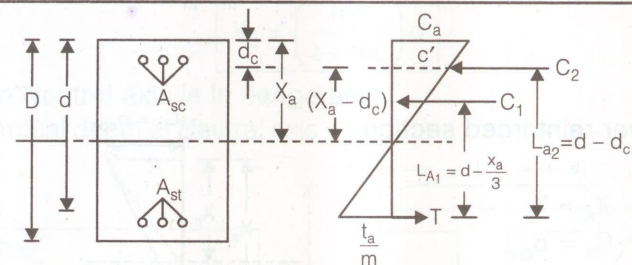 D
d
A_sc
A_st
d_c
X_a
(X_a – d_c)
C_a
c′
C_2
C_1
L_A1 = d – x_a/3
L_a2 = d – d_c
T
t_a/m